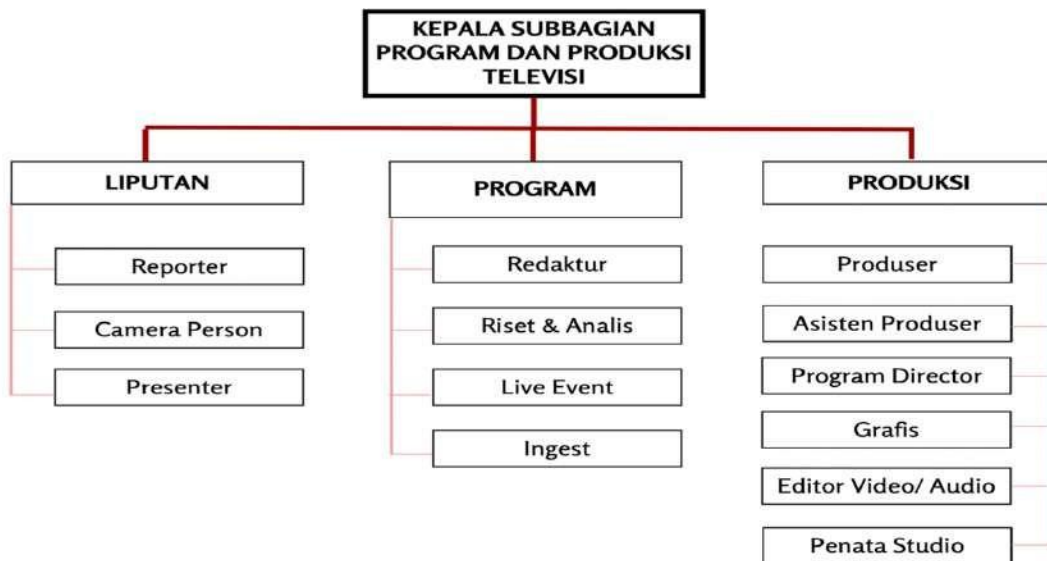 KEPALA SUBBAGIAN
PROGRAM DAN PRODUKSI
TELEVISI
LIPUTAN
Reporter
Camera Person
Presenter
PROGRAM
Redaktur
Riset & Analis
Live Event
Ingest
PRODUKSI
Produser
Asisten Produser
Program Director
Grafis
Editor Video/ Audio
Penata Studio